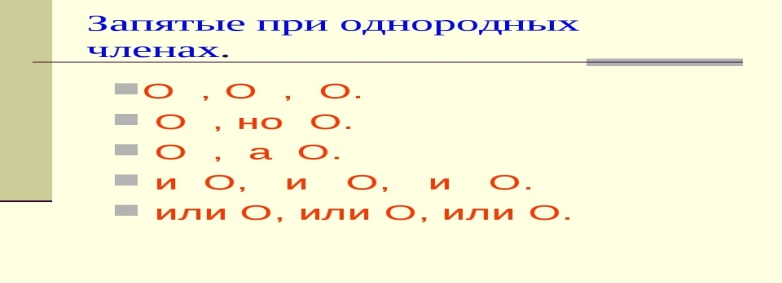 Запятые при однородных
членах.
О , О , О.
О , но О.
О , а О.
и О, и О, и О.
или О, или О, или О.